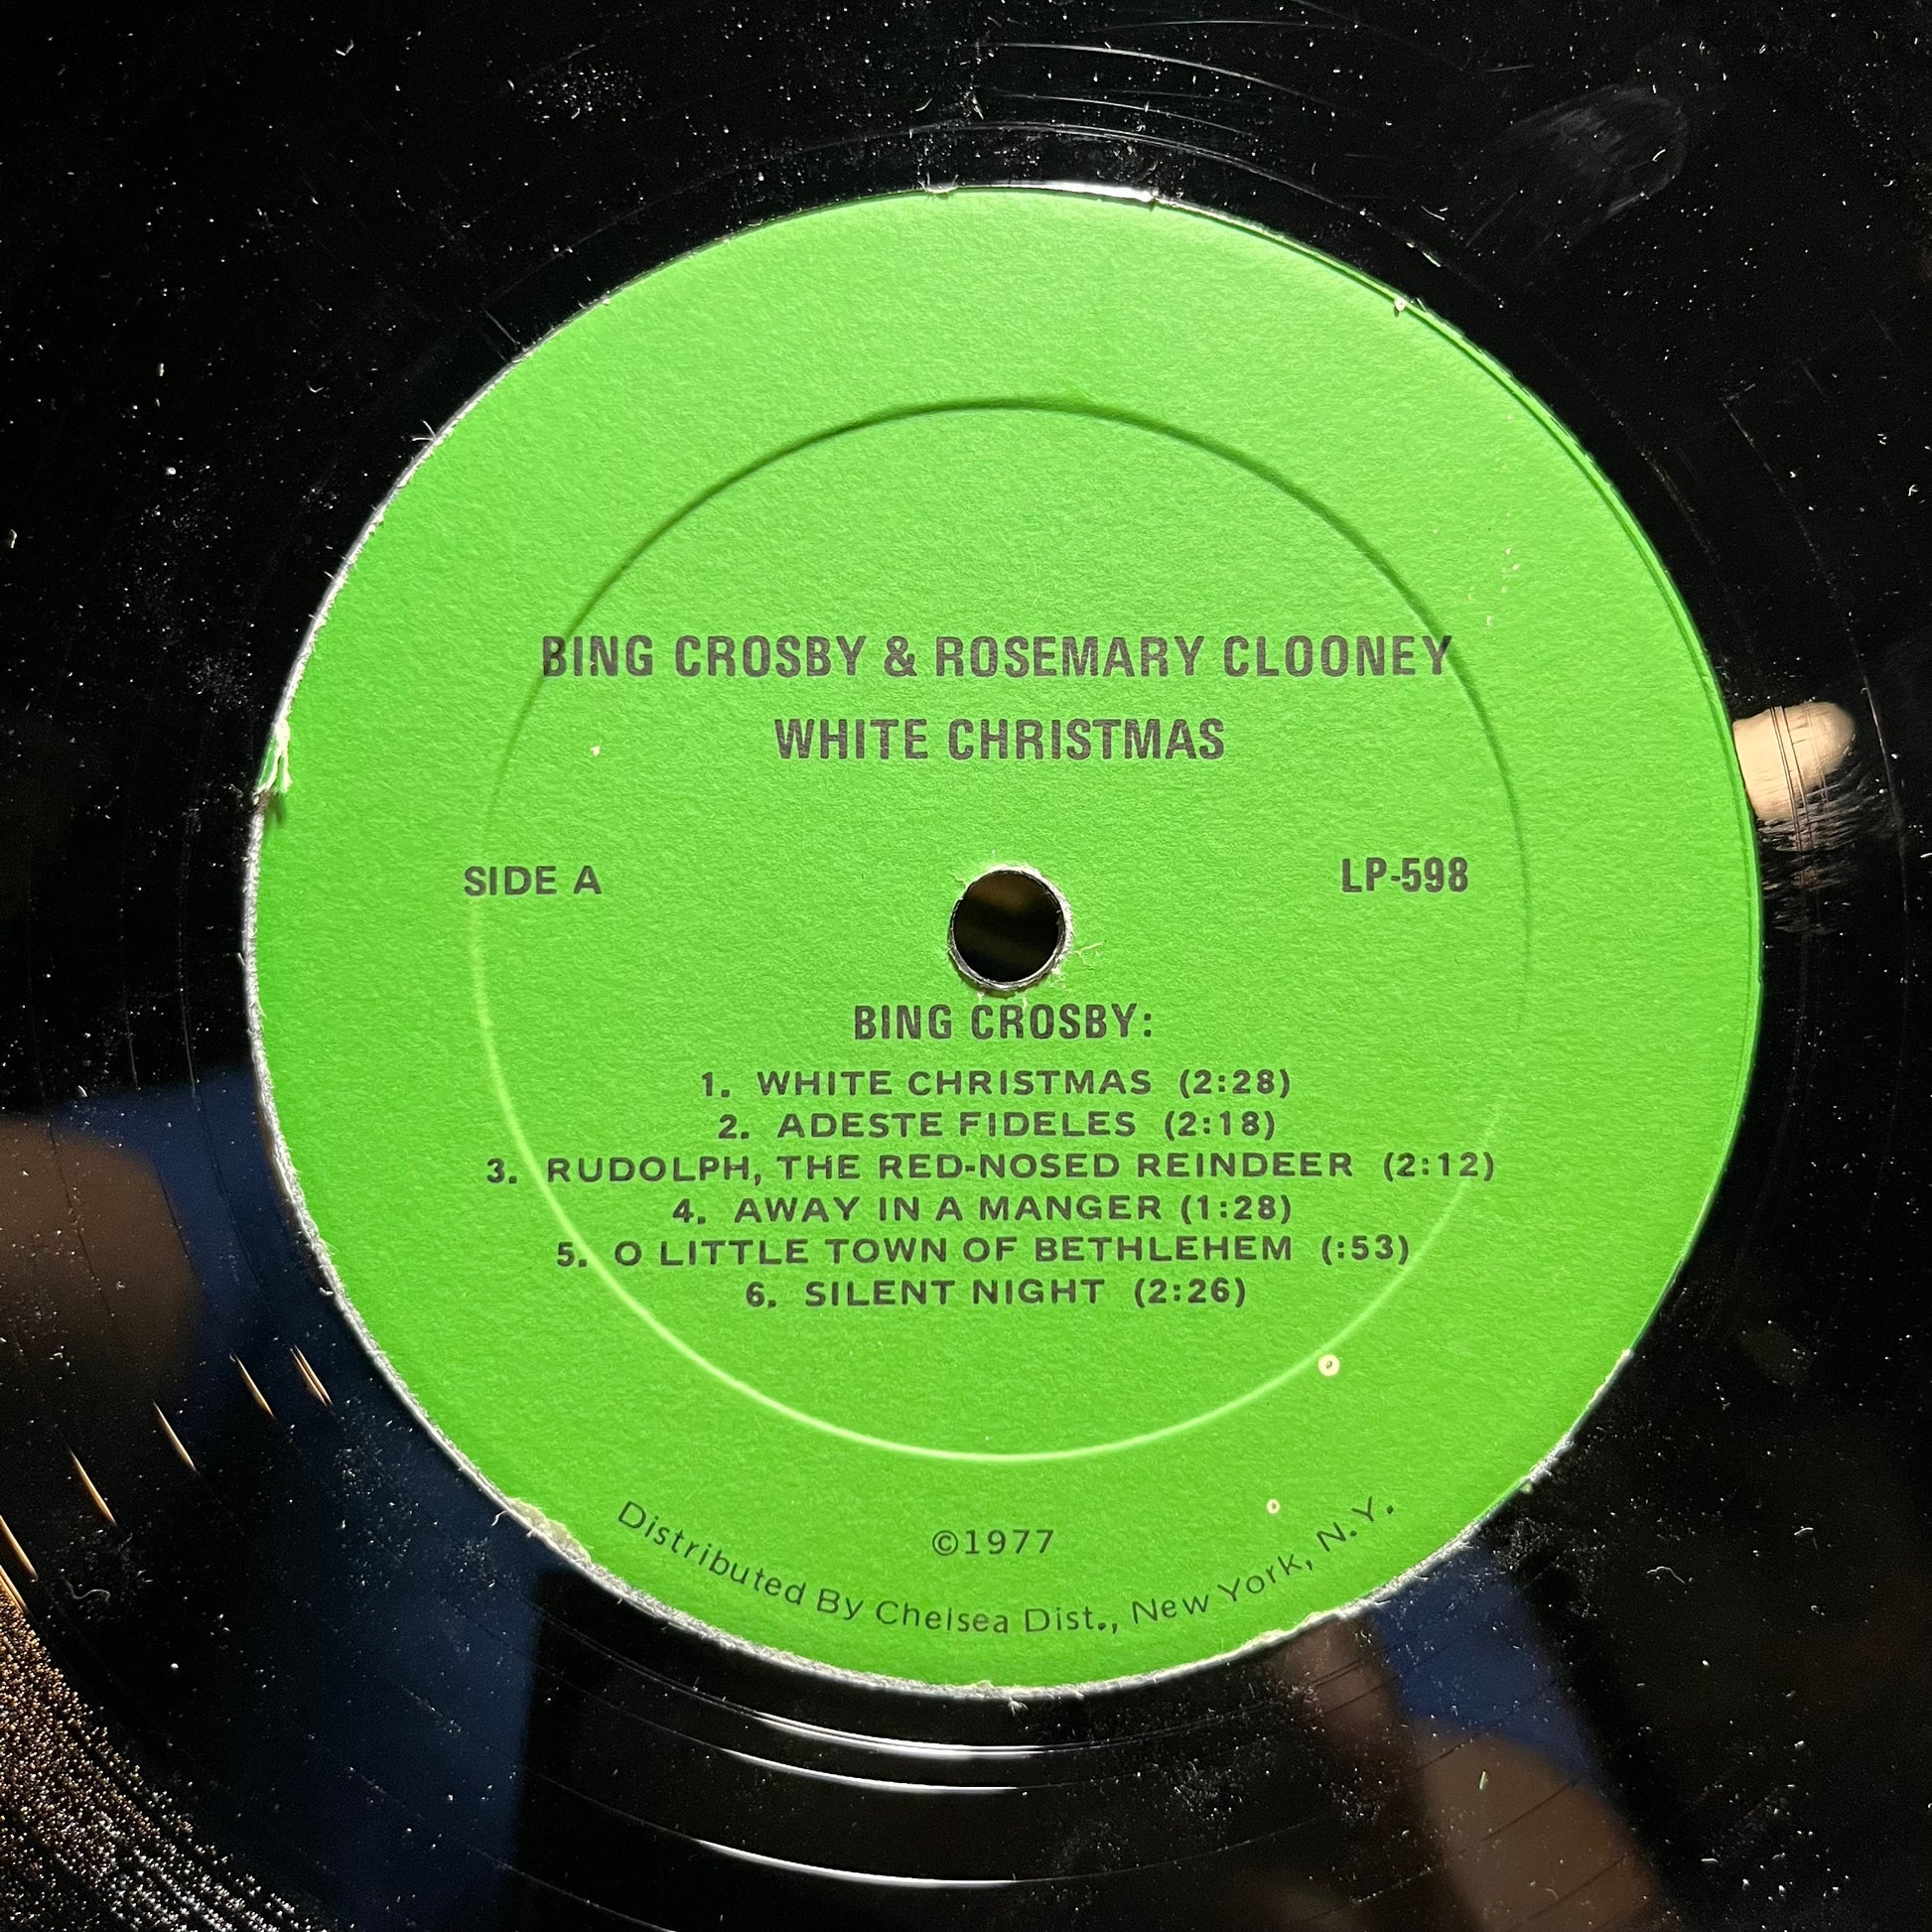 BING CROSBY & ROSEMARY CLOONEY
WHITE CHRISTMAS
SIDE A
LP-598
BING CROSBY:
1. WHITE CHRISTMAS (2:28)
2. ADESTE FIDELES (2:18)
3. RUDOLPH, THE RED-NOSED REINDEER (2:12)
4. AWAY IN A MANGER (1:28)
5. O LITTLE TOWN OF BETHLEHEM (:53)
6. SILENT NIGHT (2:26)
©1977
Distributed By Chelsea Dist., New York, N.Y.